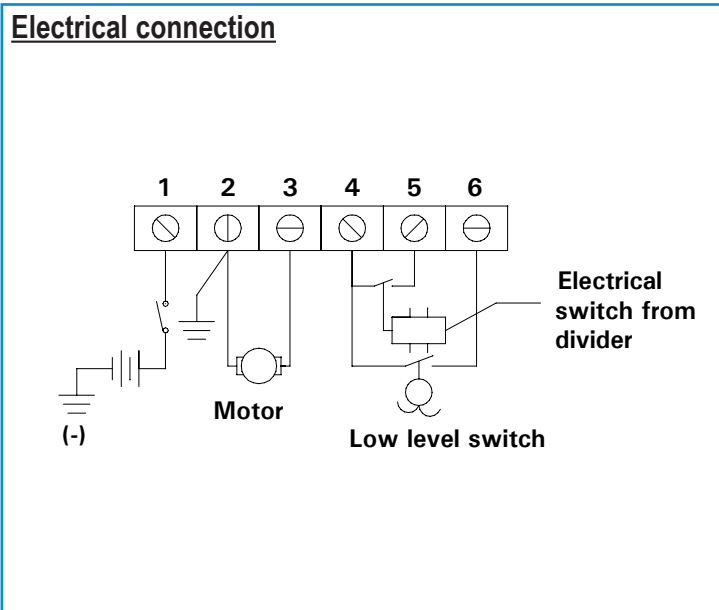 Electrical connection
1 2 3 4 5 6
Electrical
switch from
divider
Motor
(-)
Low level switch